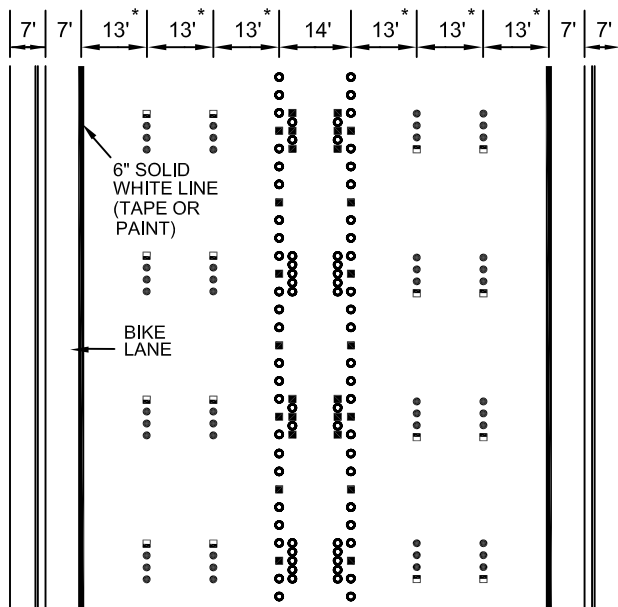 7' 7' 13'* 13'* 13'* 14' 13'* 13'* 13'* 7' 7'
6" SOLID
WHITE LINE
(TAPE OR
PAINT)
BIKE
LANE